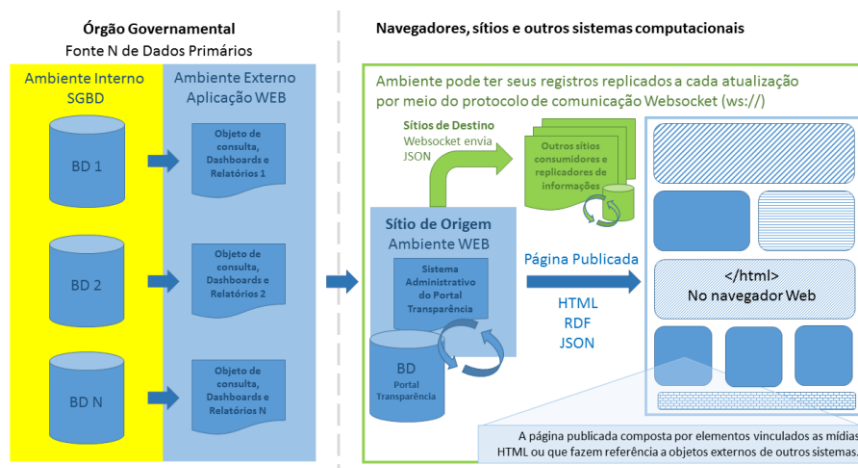 Órgão Governamental
Fonte N de Dados Primários
Ambiente Interno
SGBD
Ambiente Externo
Aplicação WEB
BD 1
Objeto de
consulta,
Dashboards e
Relatórios 1
BD 2
Objeto de
consulta,
Dashboards e
Relatórios 2
BD N
Objeto de
consulta,
Dashboards e
Relatórios N
Navegadores, sítios e outros sistemas computacionais
Ambiente pode ter seus registros replicados a cada atualização
por meio do protocolo de comunicação Websocket (ws://)
Sítios de Destino
Websocket envia
JSON
Outros sítios
consumidores e
replicadores de
informações
Sítio de Origem
Ambiente WEB
Sistema
Administrativo
do Portal
Transparência
BD
Portal
Transparência
Página Publicada
HTML
RDF
JSON
</html>
No navegador Web
A página publicada composta por elementos vinculados as mídias
HTML ou que fazem referência a objetos externos de outros sistemas.